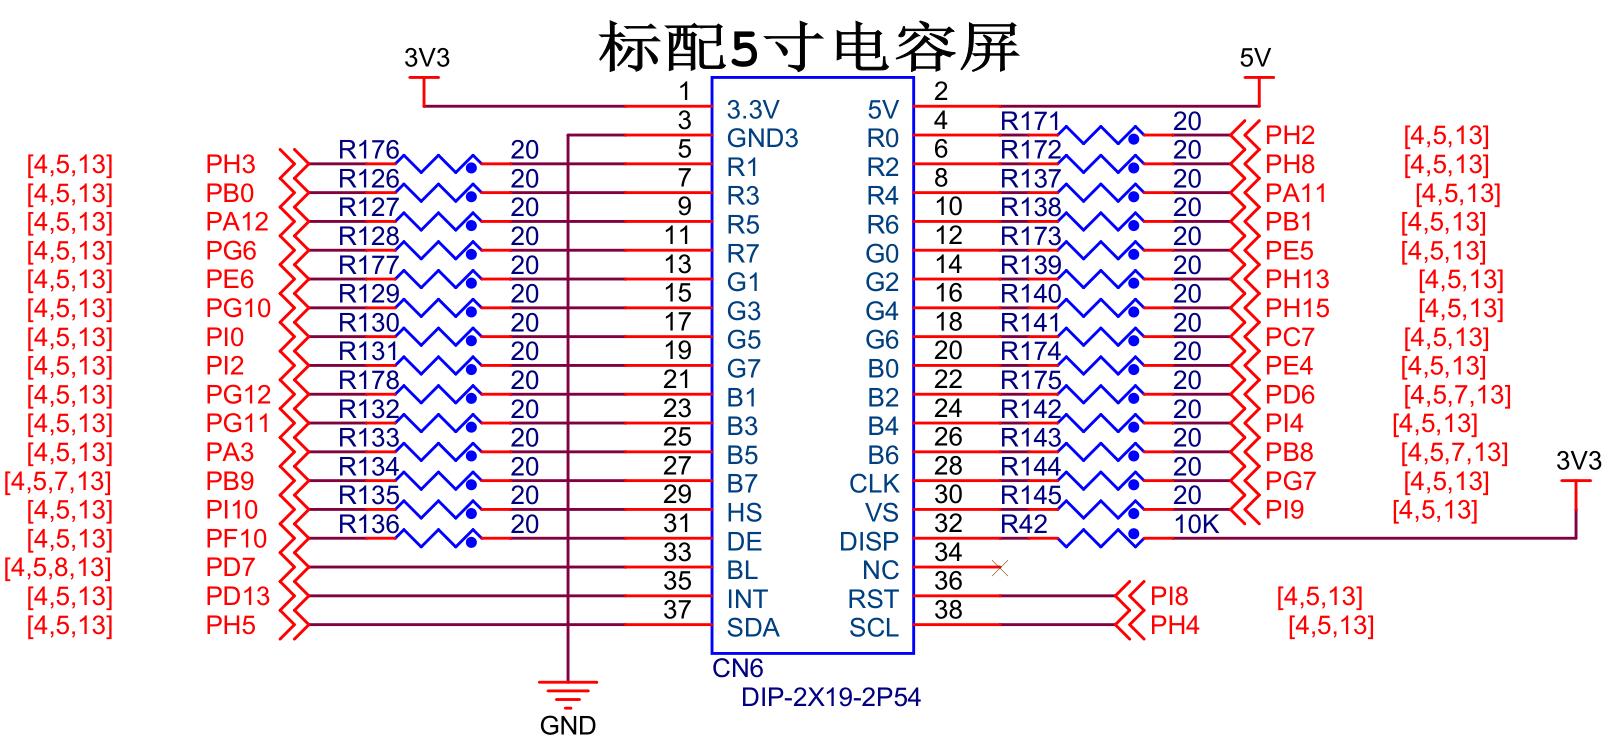 标配5寸电容屏
3V3 5V
1 3.3V 5V 2
3 GND3 R0 4 R171 20 PH2 [4,5,13]
[4,5,13] PH3 R176 20 5 R1 R2 6 R172 20 PH8 [4,5,13]
[4,5,13] PB0 R126 20 7 R3 R4 8 R137 20 PA11 [4,5,13]
[4,5,13] PA12 R127 20 9 R5 R6 10 R138 20 PB1 [4,5,13]
[4,5,13] PG6 R128 20 11 R7 G0 12 R173 20 PE5 [4,5,13]
[4,5,13] PE6 R177 20 13 G1 G2 14 R139 20 PH13 [4,5,13]
[4,5,13] PG10 R129 20 15 G3 G4 16 R140 20 PH15 [4,5,13]
[4,5,13] PI0 R130 20 17 G5 G6 18 R141 20 PC7 [4,5,13]
[4,5,13] PI2 R131 20 19 G7 B0 20 R174 20 PE4 [4,5,13]
[4,5,13] PG12 R178 20 21 B1 B2 22 R175 20 PD6 [4,5,7,13]
[4,5,13] PG11 R132 20 23 B3 B4 24 R142 20 PI4 [4,5,13]
[4,5,13] PA3 R133 20 25 B5 B6 26 R143 20 PB8 [4,5,7,13]
[4,5,7,13] PB9 R134 20 27 B7 CLK 28 R144 20 PG7 [4,5,13] 3V3
[4,5,13] PI10 R135 20 29 HS VS 30 R145 20 PI9 [4,5,13]
[4,5,13] PF10 R136 20 31 DE DISP 32 R42 10K
[4,5,8,13] PD7 33 BL NC 34
[4,5,13] PD13 35 INT RST 36 PI8 [4,5,13]
[4,5,13] PH5 37 SDA SCL 38 PH4 [4,5,13]
CN6
DIP-2X19-2P54
GND